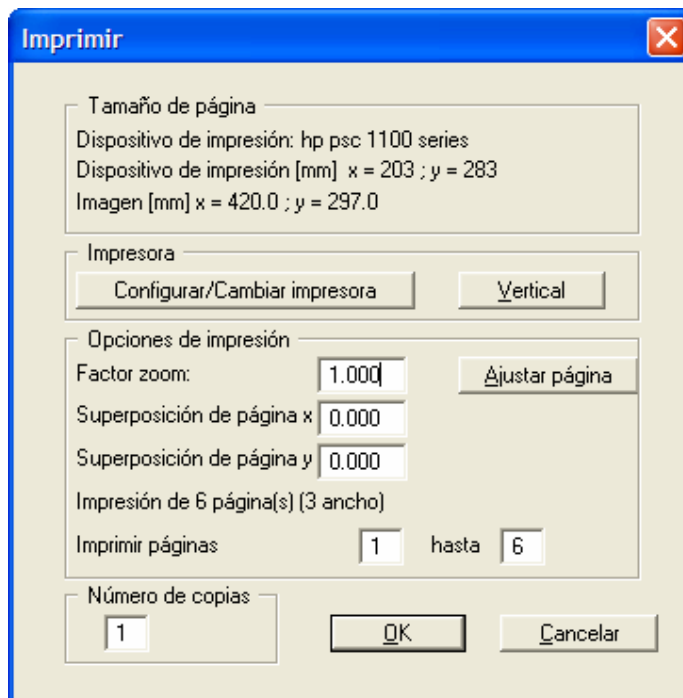 Imprimir
Tamaño de página
Dispositivo de impresión: hp psc 1100 series
Dispositivo de impresión [mm] x = 203 ; y = 283
Imagen [mm] x = 420.0 ; y = 297.0
Impresora
Configurar/Cambiar impresora Vertical
Opciones de impresión
Factor zoom: 1.000 Ajustar página
Superposición de página x 0.000
Superposición de página y 0.000
Impresión de 6 página(s) (3 ancho)
Imprimir páginas 1 hasta 6
Número de copias
1 OK Cancelar